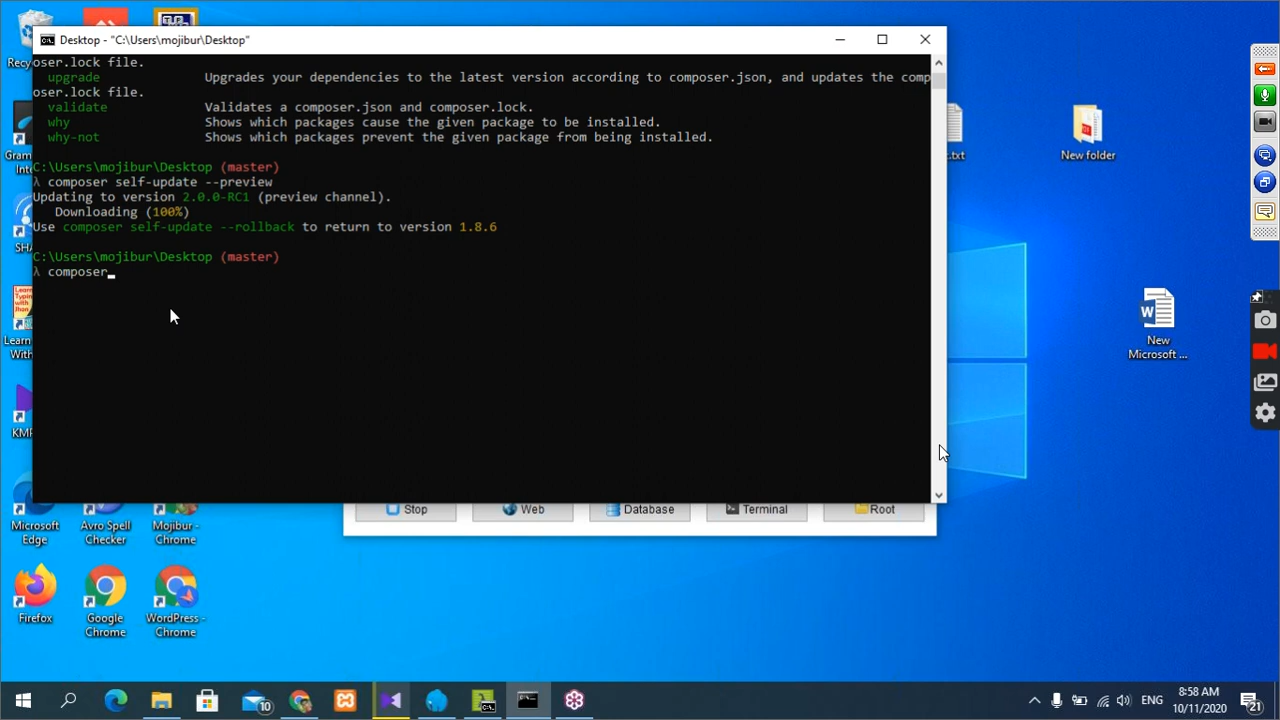 Desktop - "C:\Users\mojibur\Desktop"
oser.lock file.
upgrade Upgrades your dependencies to the latest version according to composer.json, and updates the comp
oser.lock file.
validate Validates a composer.json and composer.lock.
why Shows which packages cause the given package to be installed.
why-not Shows which packages prevent the given package from being installed.
C:\Users\mojibur\Desktop (master)
λ composer self-update --preview
Updating to version 2.0.0-RC1 (preview channel).
Downloading (100%)
Use composer self-update --rollback to return to version 1.8.6
C:\Users\mojibur\Desktop (master)
λ composer
Stop Web Database Terminal Root
Recy
Gram
Int
SHA
Learn
Typing
with
Learn
Wit
KMP
Microsoft
Edge
Avro Spell
Checker
Mojibur -
Chrome
Firefox
Google
Chrome
WordPress -
Chrome
.txt
New folder
New
Microsoft ...
10
ENG
8:58 AM
10/11/2020
21